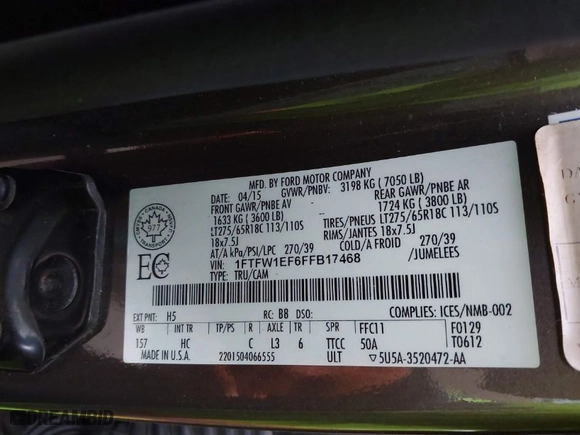 MFD. BY FORD MOTOR COMPANY
DATE: 04/15 GVWR/PNBV: 3198 KG ( 7050 LB)
FRONT GAWR/PNBE AV REAR GAWR/PNBE AR
1633 KG ( 3600 LB) 1724 KG ( 3800 LB)
LT275/65R18C 113/110S TIRES/PNEUS LT275/65R18C 113/110S
18x7.5J RIMS/JANTES 18x7.5J
AT/A kPa/PSI/LPC 270/39 COLD/A FROID 270/39
VIN: 1FTFW1EF6FFB17468 /JUMELEES
TYPE: TRU/CAM
CANADA
977
TRANSPORT
EC
EXT PNT: H5 RC: B8 DSO: COMPLIES: ICES/NMB-002
WB INT TR TP/PS R AXLE TR SPR FFC11 F0129
157 HC C L3 6 TTCC 50A T0612
MADE IN U.S.A. 2201504066555 ULT 5U5A-3520472-AA
DREAMBID